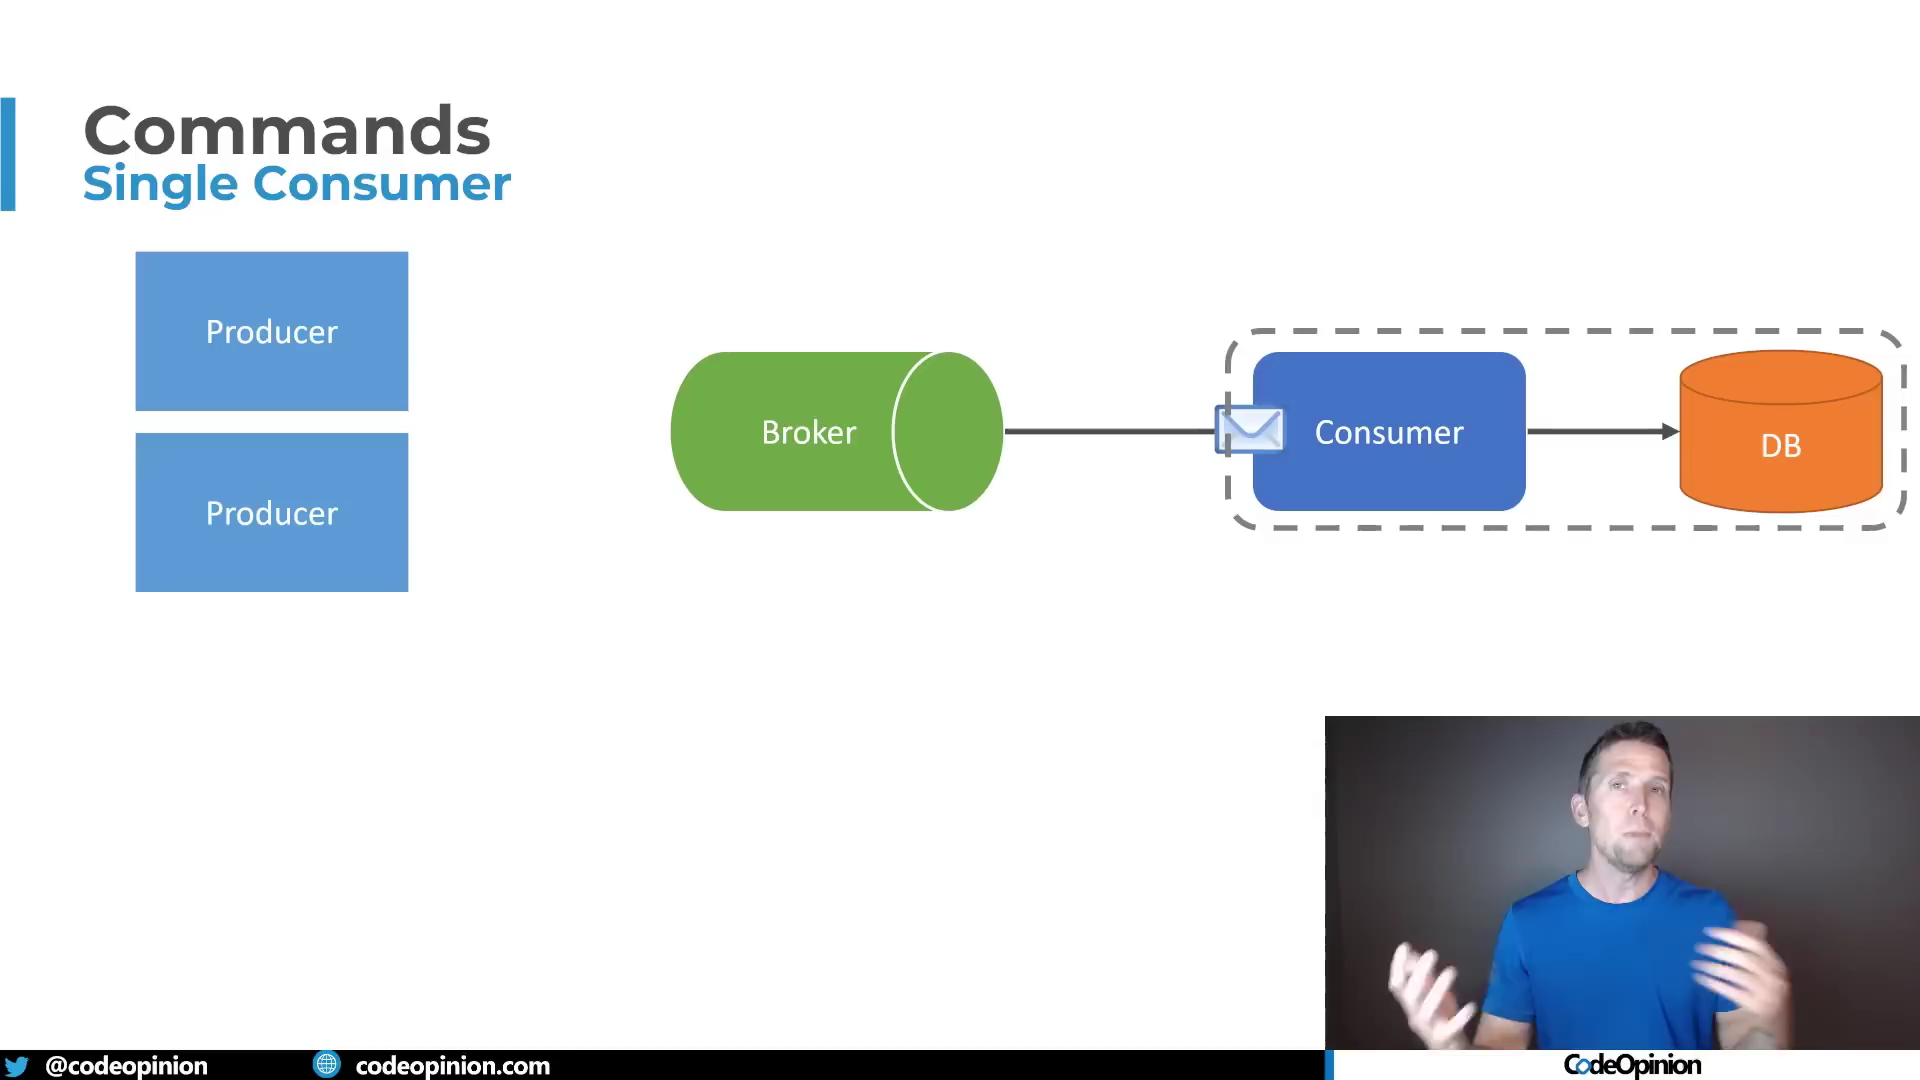 Commands
Single Consumer
Producer
Producer
Broker
Consumer
DB
@codeopinion
codeopinion.com
CodeOpinion